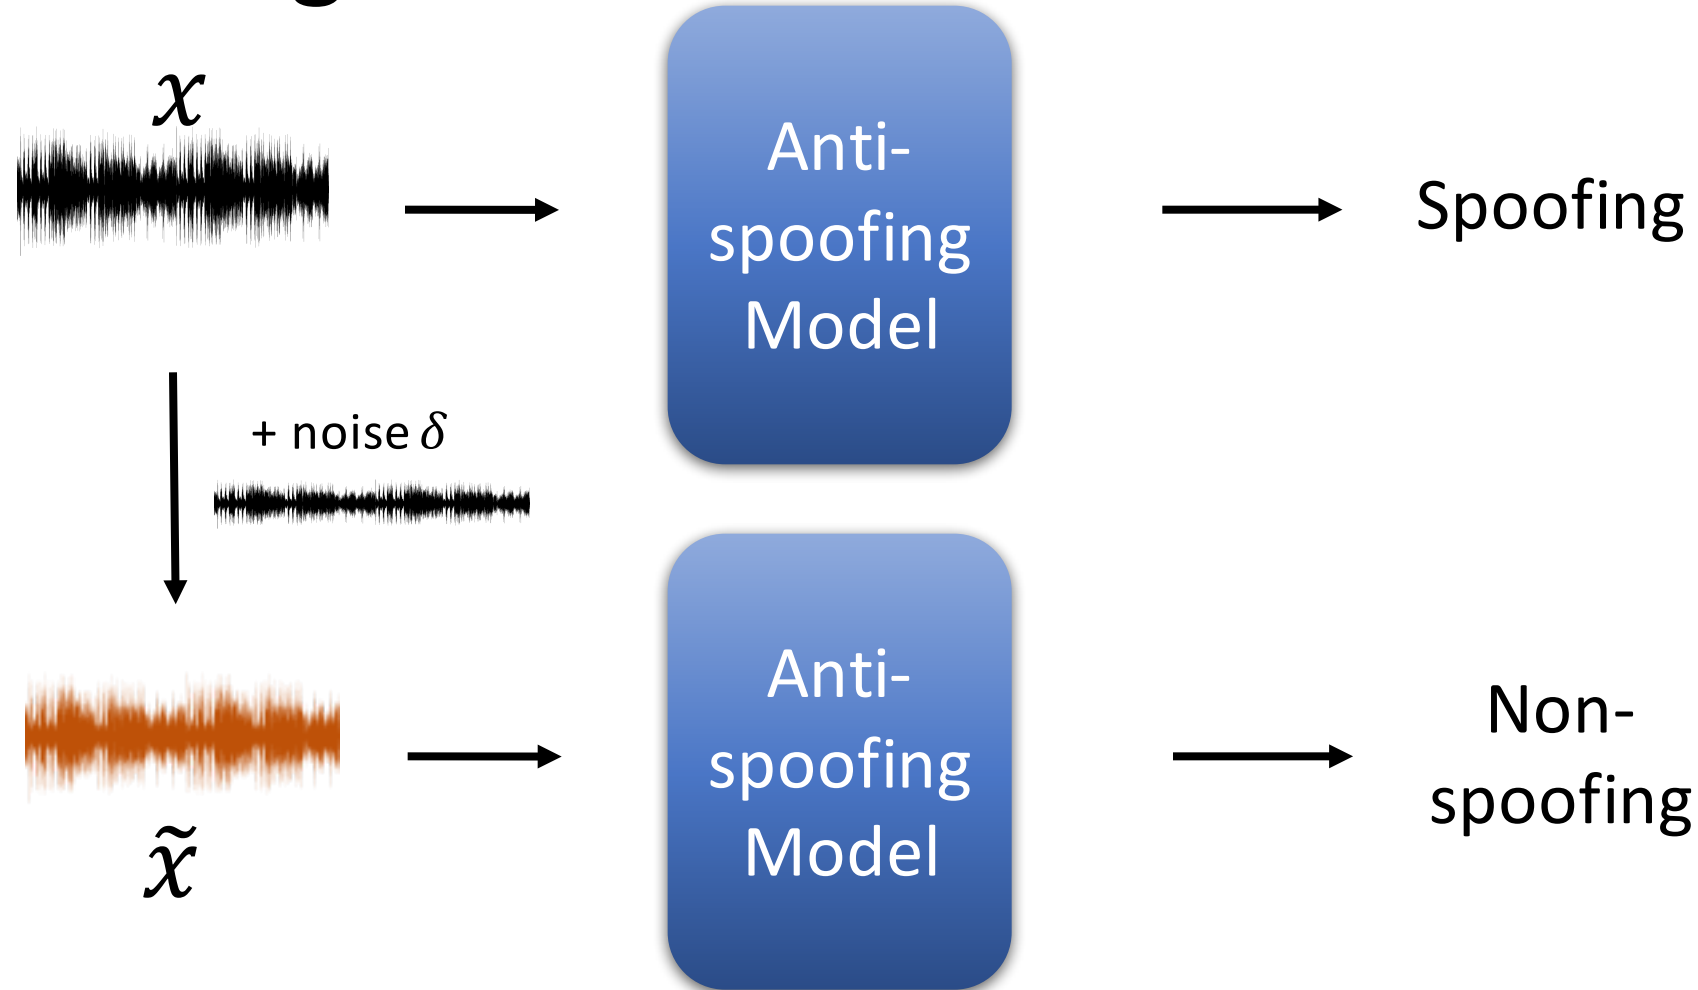 x
Anti-
spoofing
Model
Spoofing
+ noise δ
x̃
Anti-
spoofing
Model
Non-
spoofing